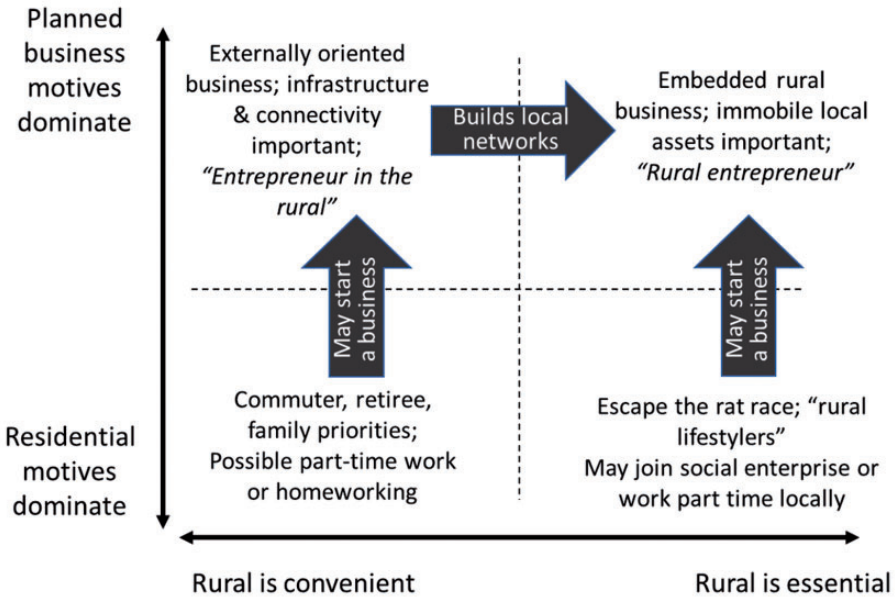 Planned
business
motives
dominate
Externally oriented
business; infrastructure
& connectivity
important;
“Entrepreneur in the
rural”
Builds local
networks
Embedded rural
business; immobile local
assets important;
“Rural entrepreneur”
May start
a business
May start
a business
Residential
motives
dominate
Commuter, retiree,
family priorities;
Possible part-time work
or homeworking
Escape the rat race; “rural
lifestylers”
May join social enterprise or
work part time locally
Rural is convenient
Rural is essential